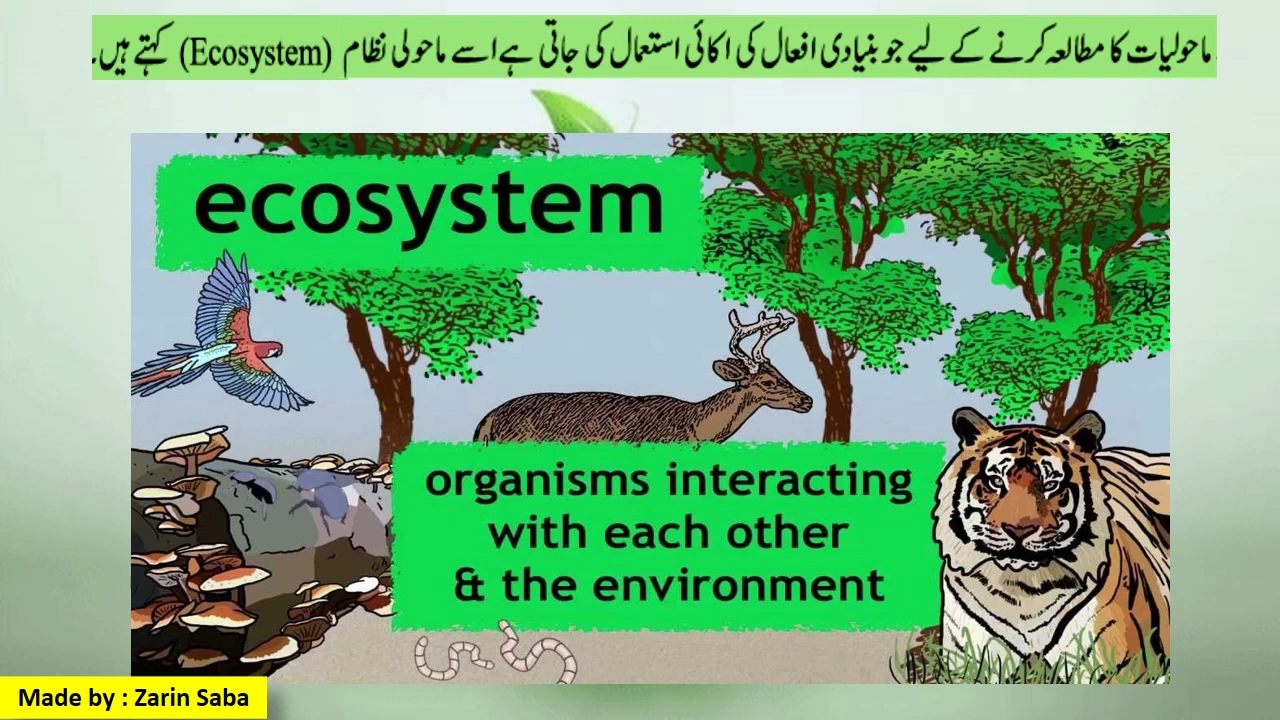 ماحولیات کا مطالعہ کرنے کے لیے جو بنیادی افعال کی اکائی استعمال کی جاتی ہے اسے ماحولی نظام (Ecosystem) کہتے ہیں۔
ecosystem
organisms interacting
with each other
& the environment
Made by : Zarin Saba